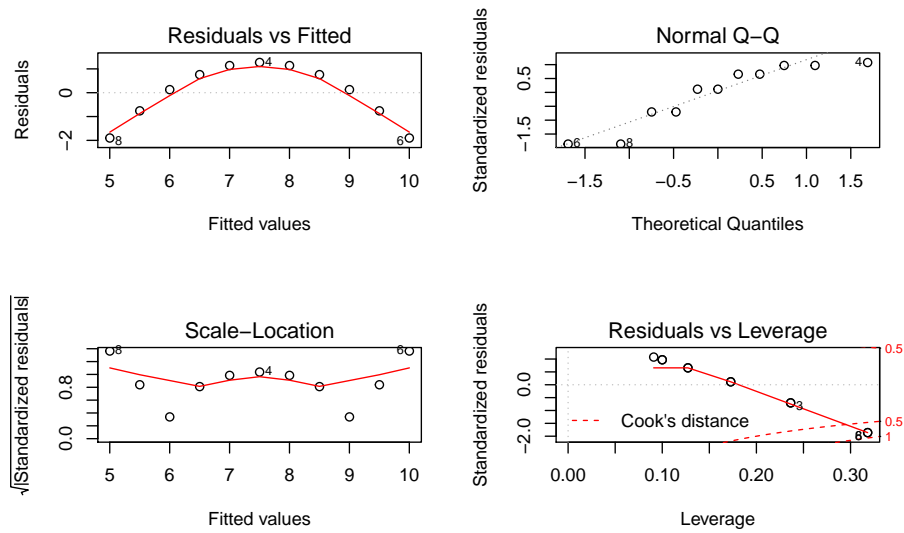 Residuals vs Fitted
Residuals
0
−2
4
8
6
5 6 7 8 9 10
Fitted values
Normal Q−Q
Standardized residuals
0.5
−1.5
4
6
8
−1.5 −0.5 0.5 1.0 1.5
Theoretical Quantiles
Scale−Location
√|Standardized residuals|
0.8
0.0
8
4
6
5 6 7 8 9 10
Fitted values
Residuals vs Leverage
Standardized residuals
0.0
−2.0
0.5
0.5
1
3
6
Cook's distance
0.00 0.10 0.20 0.30
Leverage